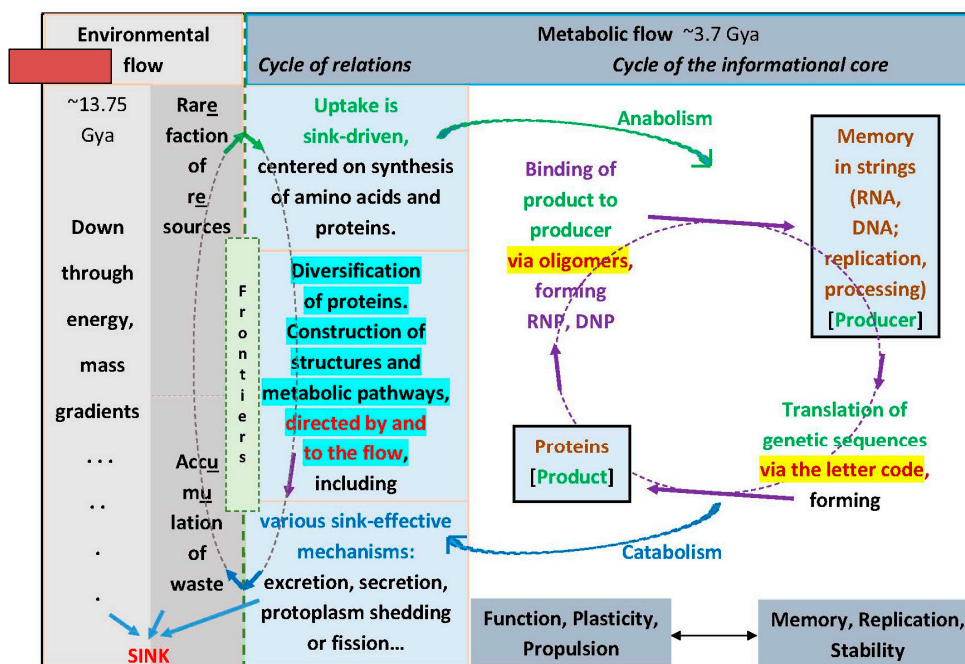 Environmental
flow
Metabolic flow ~3.7 Gya
Cycle of relations
Cycle of the informational core
~13.75
Gya
Down
through
energy,
mass
gradients
...
..
.
.
SINK
Rare
faction
of
re
sources
Accu
mu
lation
of
waste
Frontiers
Uptake is
sink-driven,
centered on synthesis
of amino acids and
proteins.
Diversification
of proteins.
Construction of
structures and
metabolic pathways,
directed by and
to the flow,
including
various sink-effective
mechanisms:
excretion, secretion,
protoplasm shedding
or fission...
Anabolism
Binding of
product to
producer
via oligomers,
forming
RNP, DNP
Memory
in strings
(RNA,
DNA;
replication,
processing)
[Producer]
Translation of
genetic sequences
via the letter code,
forming
Proteins
[Product]
Catabolism
Function, Plasticity,
Propulsion
Memory, Replication,
Stability